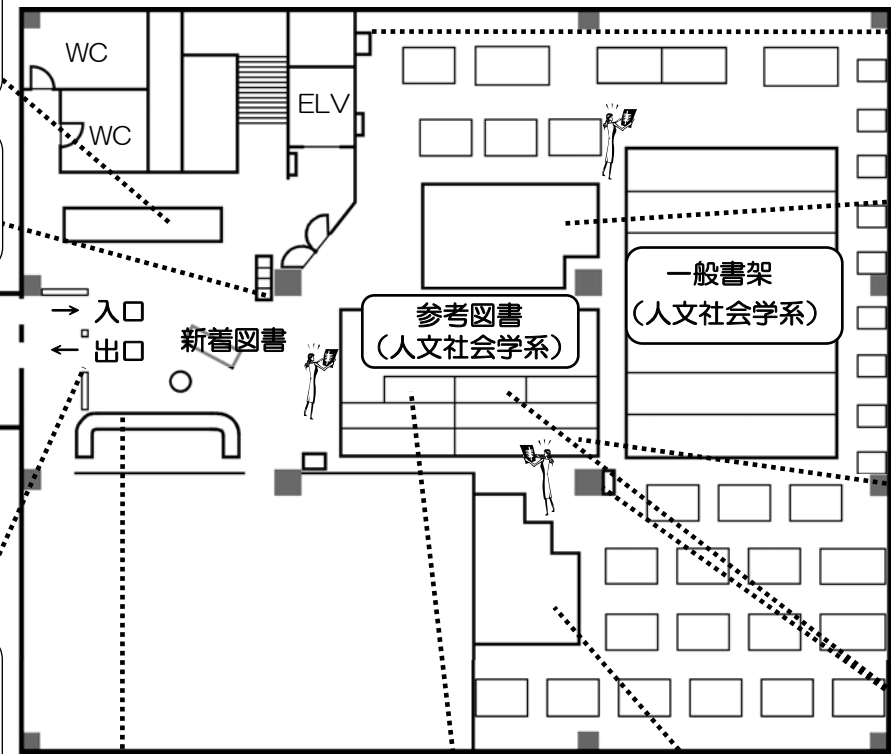 WC
ELV
WC
一般書架
（人文社会学系）
参考図書
（人文社会学系）
→ 入口
新着図書
← 出口